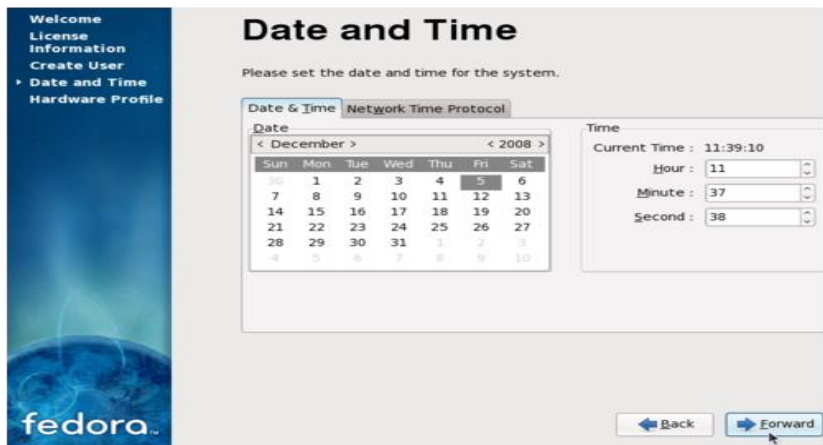 Welcome
License
Information
Create User
Date and Time
Hardware Profile
fedora
Date and Time
Please set the date and time for the system.
Date & Time Network Time Protocol
Date
< December > < 2008 >
Sun Mon Tue Wed Thu Fri Sat
30 1 2 3 4 5 6
7 8 9 10 11 12 13
14 15 16 17 18 19 20
21 22 23 24 25 26 27
28 29 30 31 1 2 3
4 5 6 7 8 9 10
Time
Current Time : 11:39:10
Hour : 11
Minute : 37
Second : 38
Back Forward